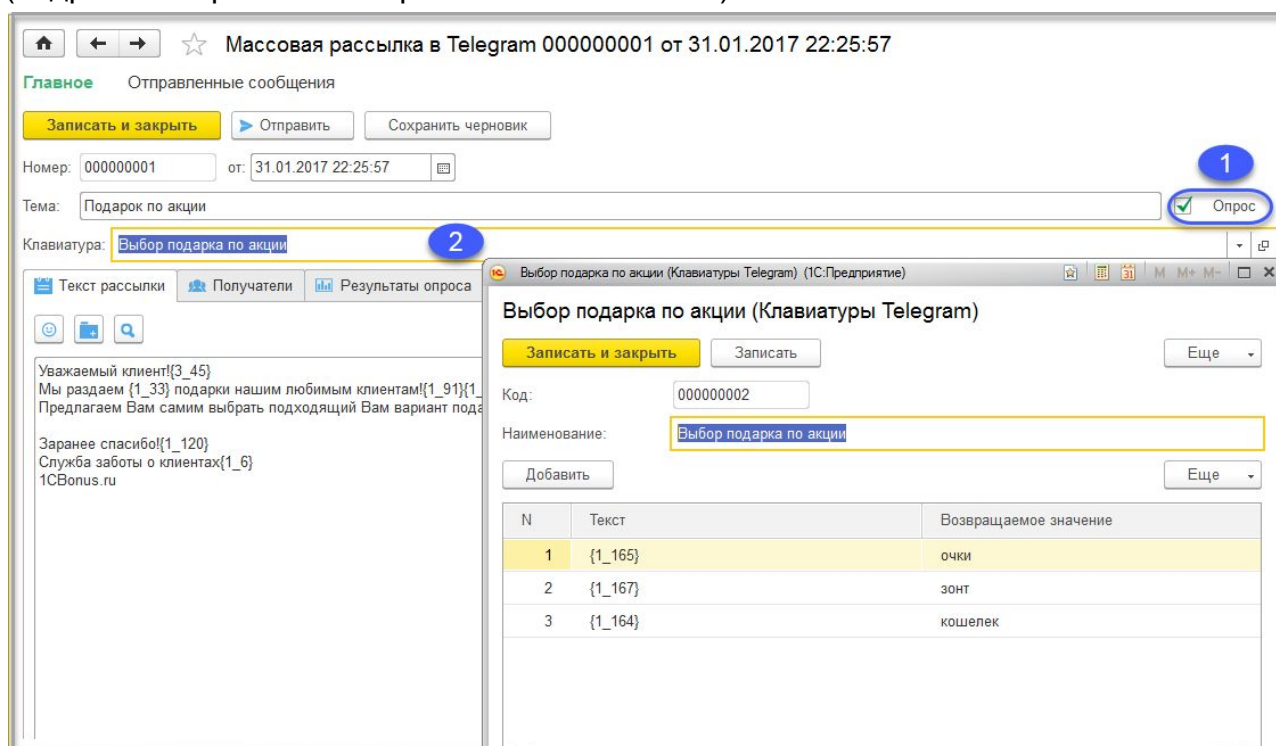 Массовая рассылка в Telegram 000000001 от 31.01.2017 22:25:57
Главное Отправленные сообщения
Записать и закрыть Отправить Сохранить черновик
Номер: 000000001 от: 31.01.2017 22:25:57
1
Тема: Подарок по акции Опрос
Клавиатура: Выбор подарка по акции 2
Текст рассылки Получатели Результаты опроса
Уважаемый клиент!{3_45}
Мы раздаем {1_33} подарки нашим любимым клиентам!{1_91}{1_
Предлагаем Вам самим выбрать подходящий Вам вариант пода
Заранее спасибо!{1_120}
Служба заботы о клиентах{1_6}
1CBonus.ru
Выбор подарка по акции (Клавиатуры Telegram) (1С:Предприятие) 31 M M+ M-
Выбор подарка по акции (Клавиатуры Telegram)
Записать и закрыть Записать Еще
Код: 000000002
Наименование: Выбор подарка по акции
Добавить Еще
N Текст Возвращаемое значение
1 {1_165} очки
2 {1_167} зонт
3 {1_164} кошелек